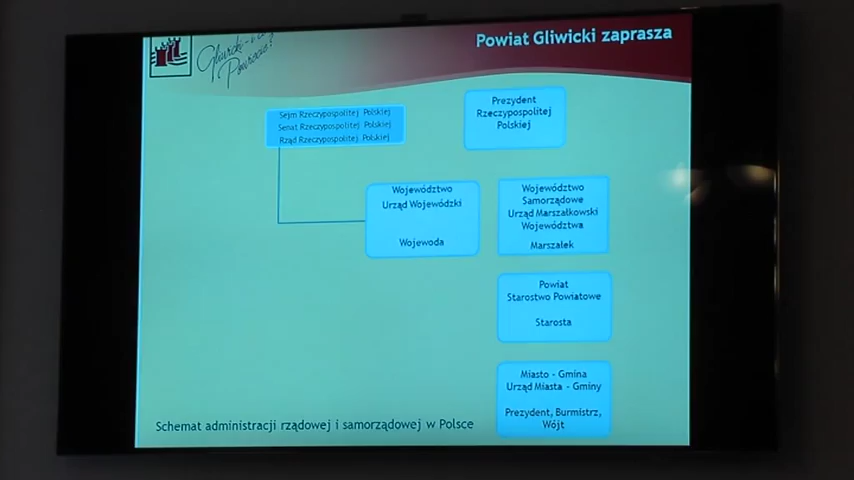 Powiat Gliwicki zaprasza
Sejm Rzeczypospolitej Polskiej
Senat Rzeczypospolitej Polskiej
Rząd Rzeczypospolitej Polskiej
Prezydent
Rzeczypospolitej
Polskiej
Województwo
Urząd Wojewódzki
Wojewoda
Województwo
Samorządowe
Urząd Marszałkowski
Województwa
Marszałek
Powiat
Starostwo Powiatowe
Starosta
Miasto - Gmina
Urząd Miasta - Gminy
Prezydent, Burmistrz,
Wójt
Schemat administracji rządowej i samorządowej w Polsce